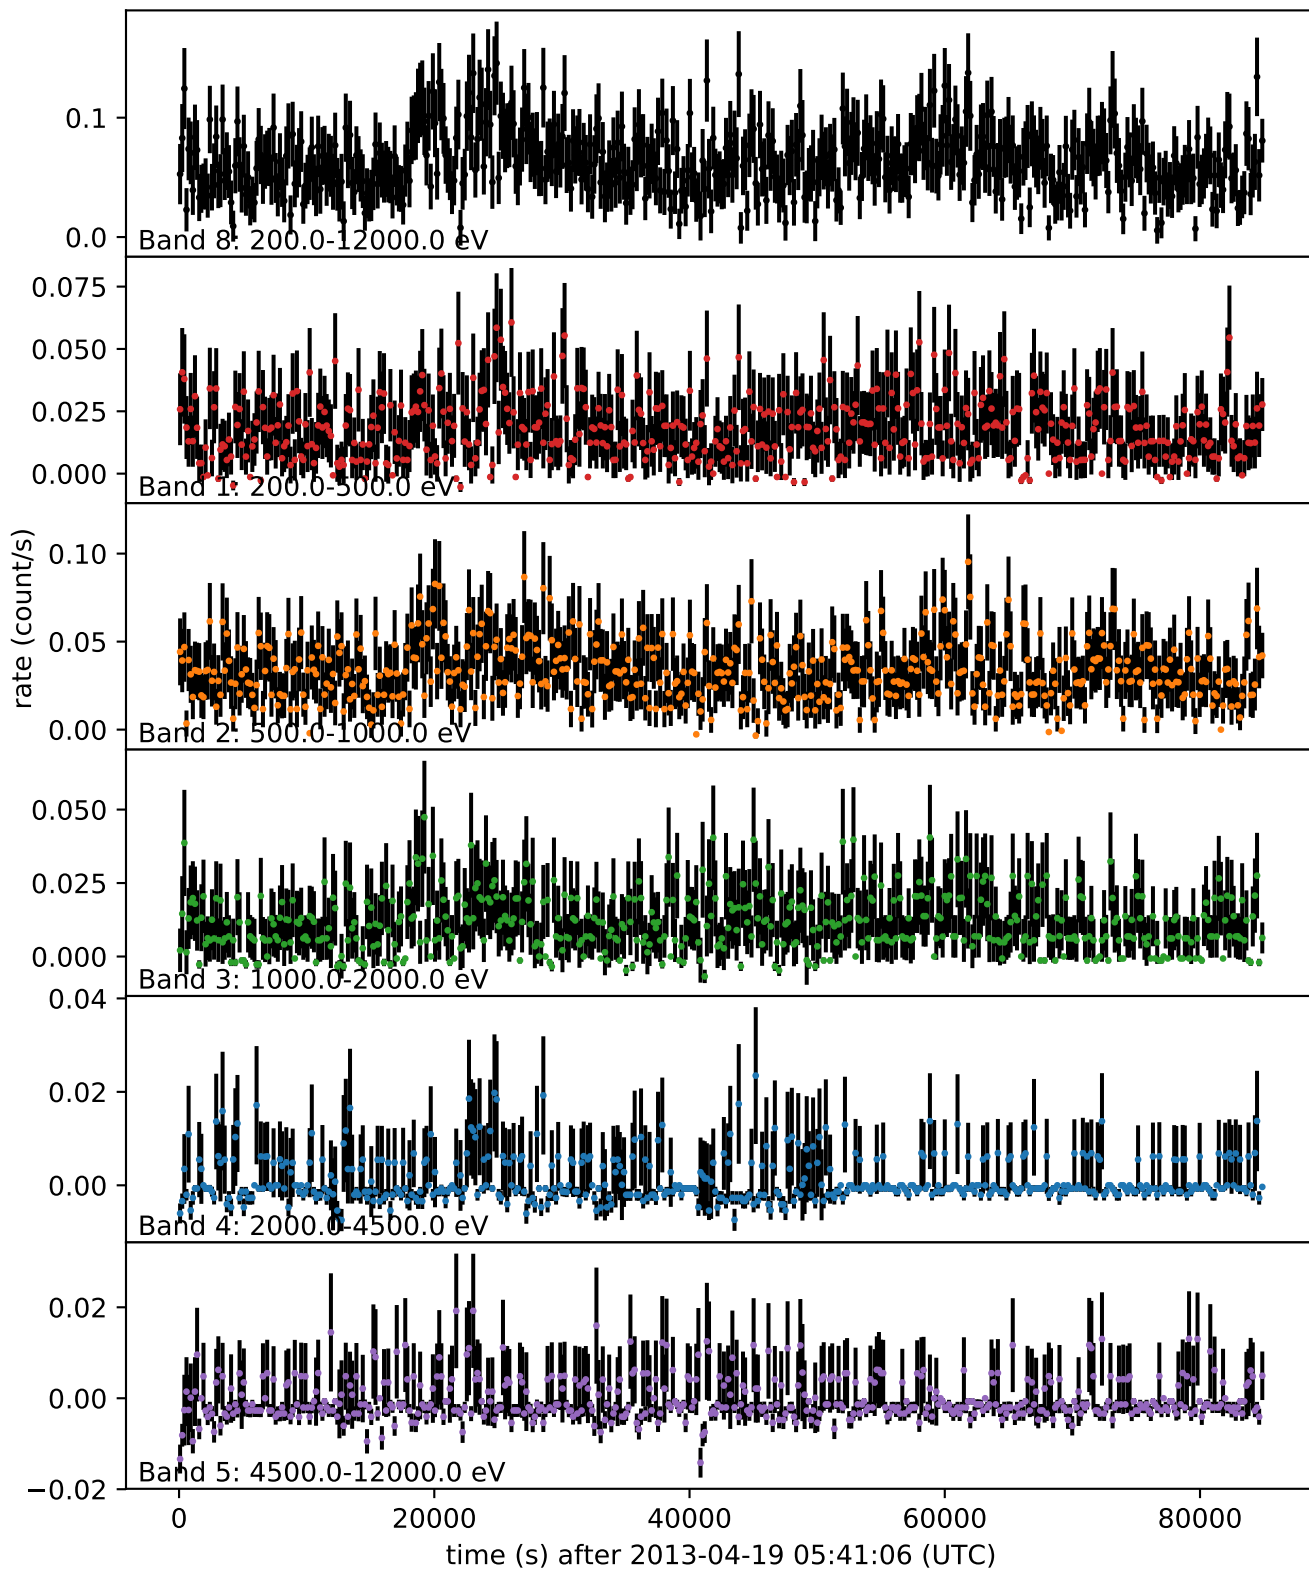 0.1
0.0
Band 8: 200.0-12000.0 eV
0.075
0.050
0.025
0.000
Band 1: 200.0-500.0 eV
rate (count/s)
0.10
0.05
0.00
Band 2: 500.0-1000.0 eV
0.050
0.025
0.000
Band 3: 1000.0-2000.0 eV
0.04
0.02
0.00
Band 4: 2000.0-4500.0 eV
0.02
0.00
−0.02
Band 5: 4500.0-12000.0 eV
0 20000 40000 60000 80000
time (s) after 2013-04-19 05:41:06 (UTC)